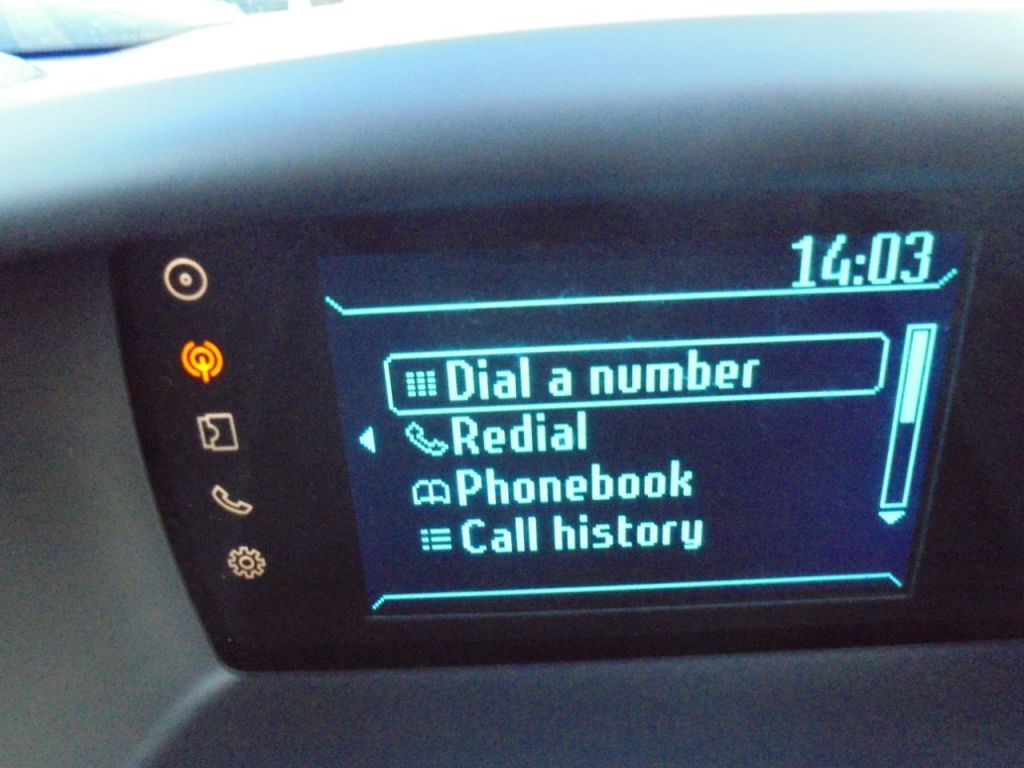 14:03
Dial a number
Redial
Phonebook
Call history